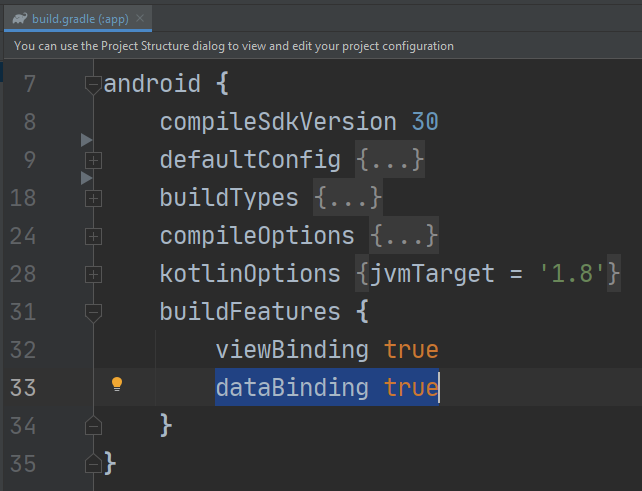 build.gradle (:app)
You can use the Project Structure dialog to view and edit your project configuration
7 android {
8 compileSdkVersion 30
9 defaultConfig {...}
18 buildTypes {...}
24 compileOptions {...}
28 kotlinOptions {jvmTarget = '1.8'}
31 buildFeatures {
32 viewBinding true
33 dataBinding true
34 }
35 }